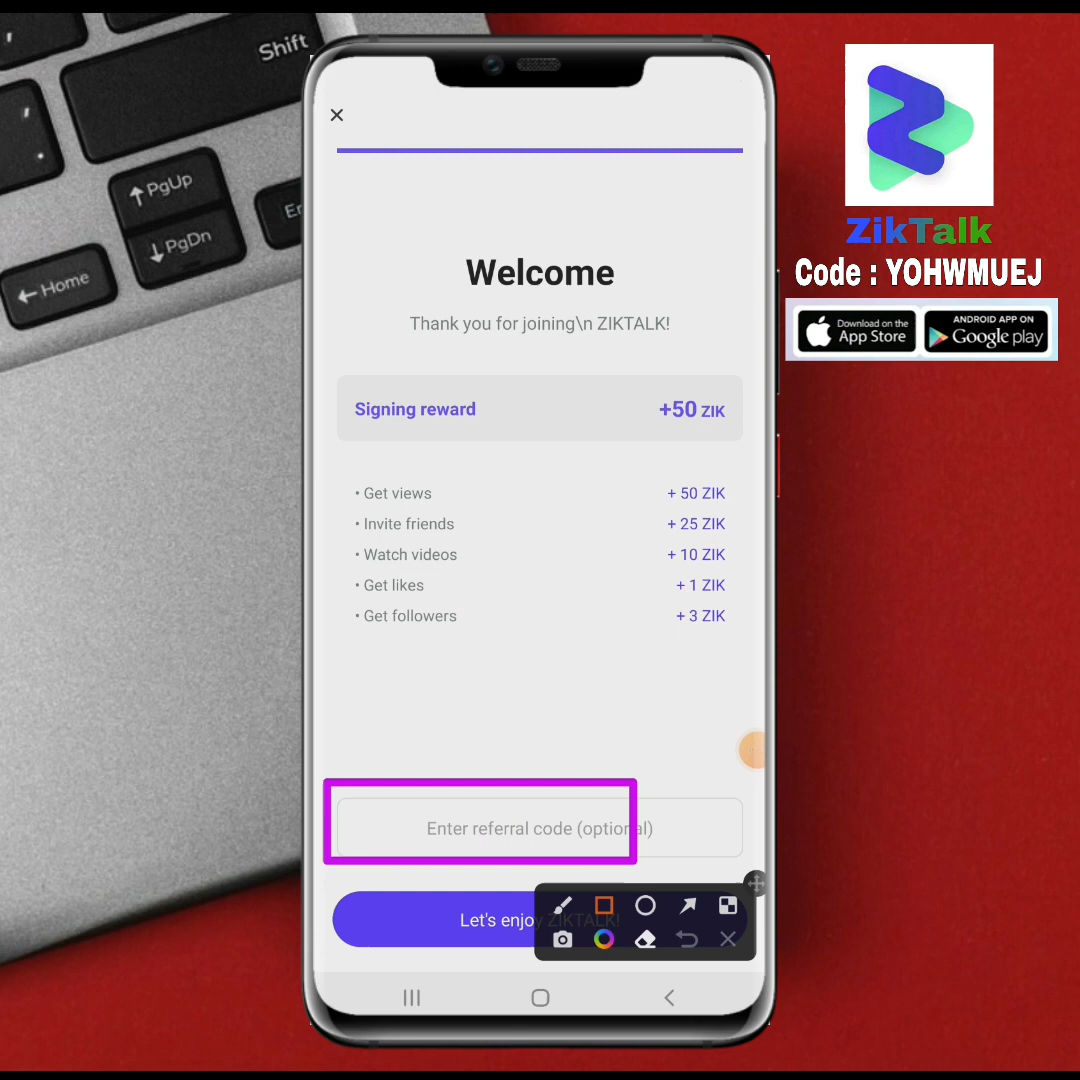 Shift
PgUp
PgDn
Home
ZikTalk
Code : YOHWMUEJ
Download on the
App Store
ANDROID APP ON
Google play
Welcome
Thank you for joining\n ZIKTALK!
Signing reward +50 ZIK
• Get views + 50 ZIK
• Invite friends + 25 ZIK
• Watch videos + 10 ZIK
• Get likes + 1 ZIK
• Get followers + 3 ZIK
Enter referral code (optional)
Let's enjoy ZIKTALK!